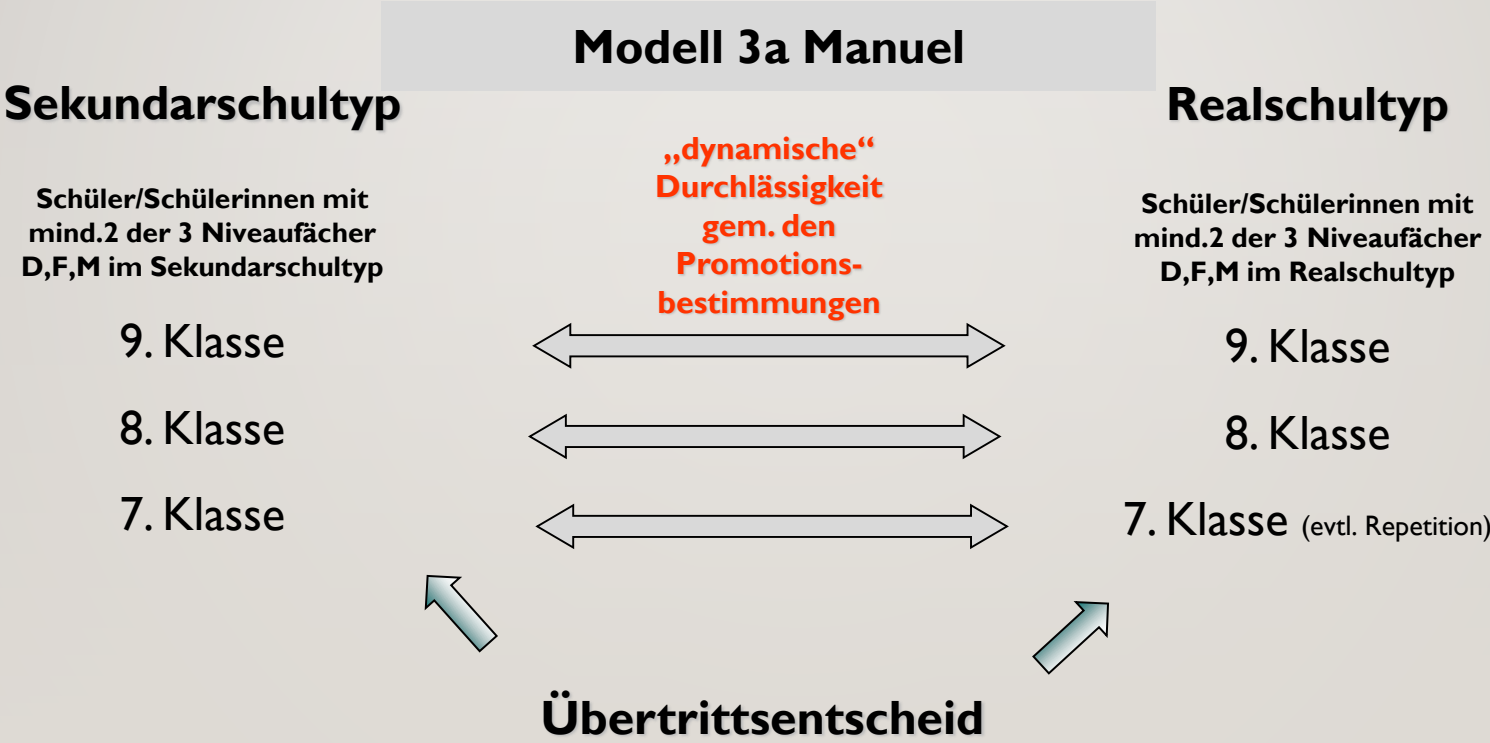 Modell 3a Manuel
Sekundarschultyp
Schüler/Schülerinnen mit
mind.2 der 3 Niveaufächer
D,F,M im Sekundarschultyp
9. Klasse
8. Klasse
7. Klasse
„dynamische“
Durchlässigkeit
gem. den
Promotions-
bestimmungen
Realschultyp
Schüler/Schülerinnen mit
mind.2 der 3 Niveaufächer
D,F,M im Realschultyp
9. Klasse
8. Klasse
7. Klasse (evtl. Repetition)
Übertrittsentscheid